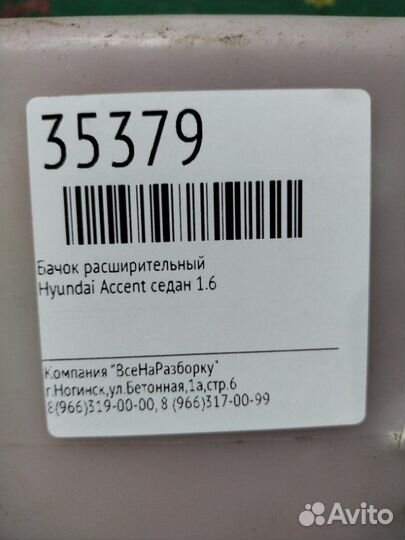 35379
Бачок расширительный
Hyundai Accent седан 1.6
Компания "ВсеНаРазборку"
г.Ногинск,ул.Бетонная,1а,стр.6
8(966)319-00-00, 8 (966)317-00-99
Avito